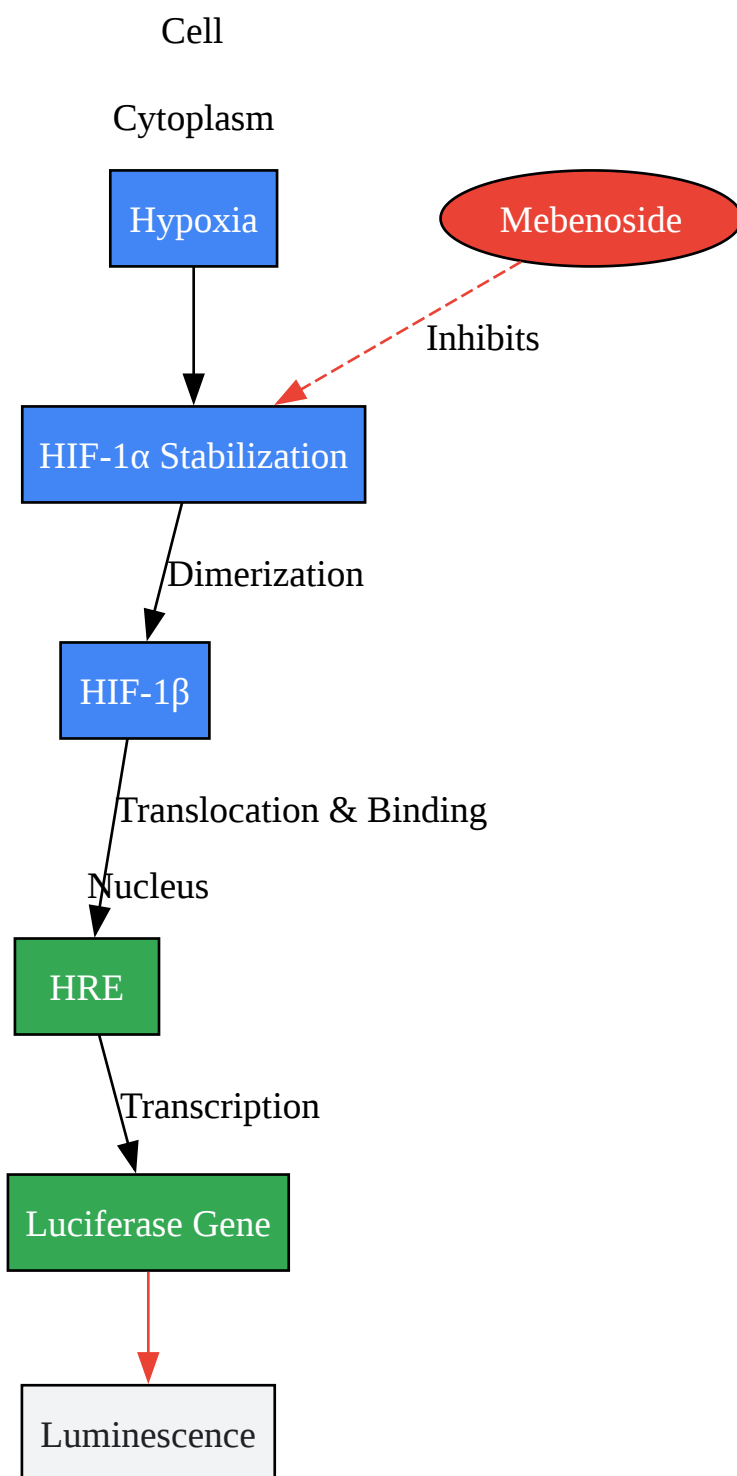 Cell
Cytoplasm
Hypoxia
Mebenoside
Inhibits
HIF-1α Stabilization
Dimerization
HIF-1β
Translocation & Binding
Nucleus
HRE
Transcription
Luciferase Gene
Luminescence